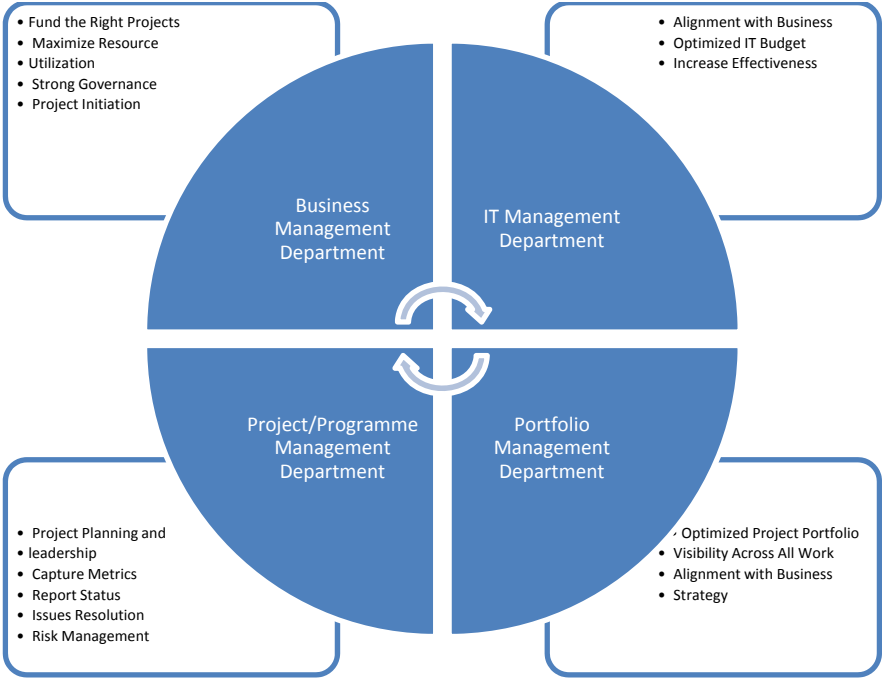 • Fund the Right Projects
• Maximize Resource
• Utilization
• Strong Governance
• Project Initiation
• Alignment with Business
• Optimized IT Budget
• Increase Effectiveness
Business
Management
Department
IT Management
Department
Project/Programme
Management
Department
Portfolio
Management
Department
• Project Planning and
• leadership
• Capture Metrics
• Report Status
• Issues Resolution
• Risk Management
• Optimized Project Portfolio
• Visibility Across All Work
• Alignment with Business
• Strategy